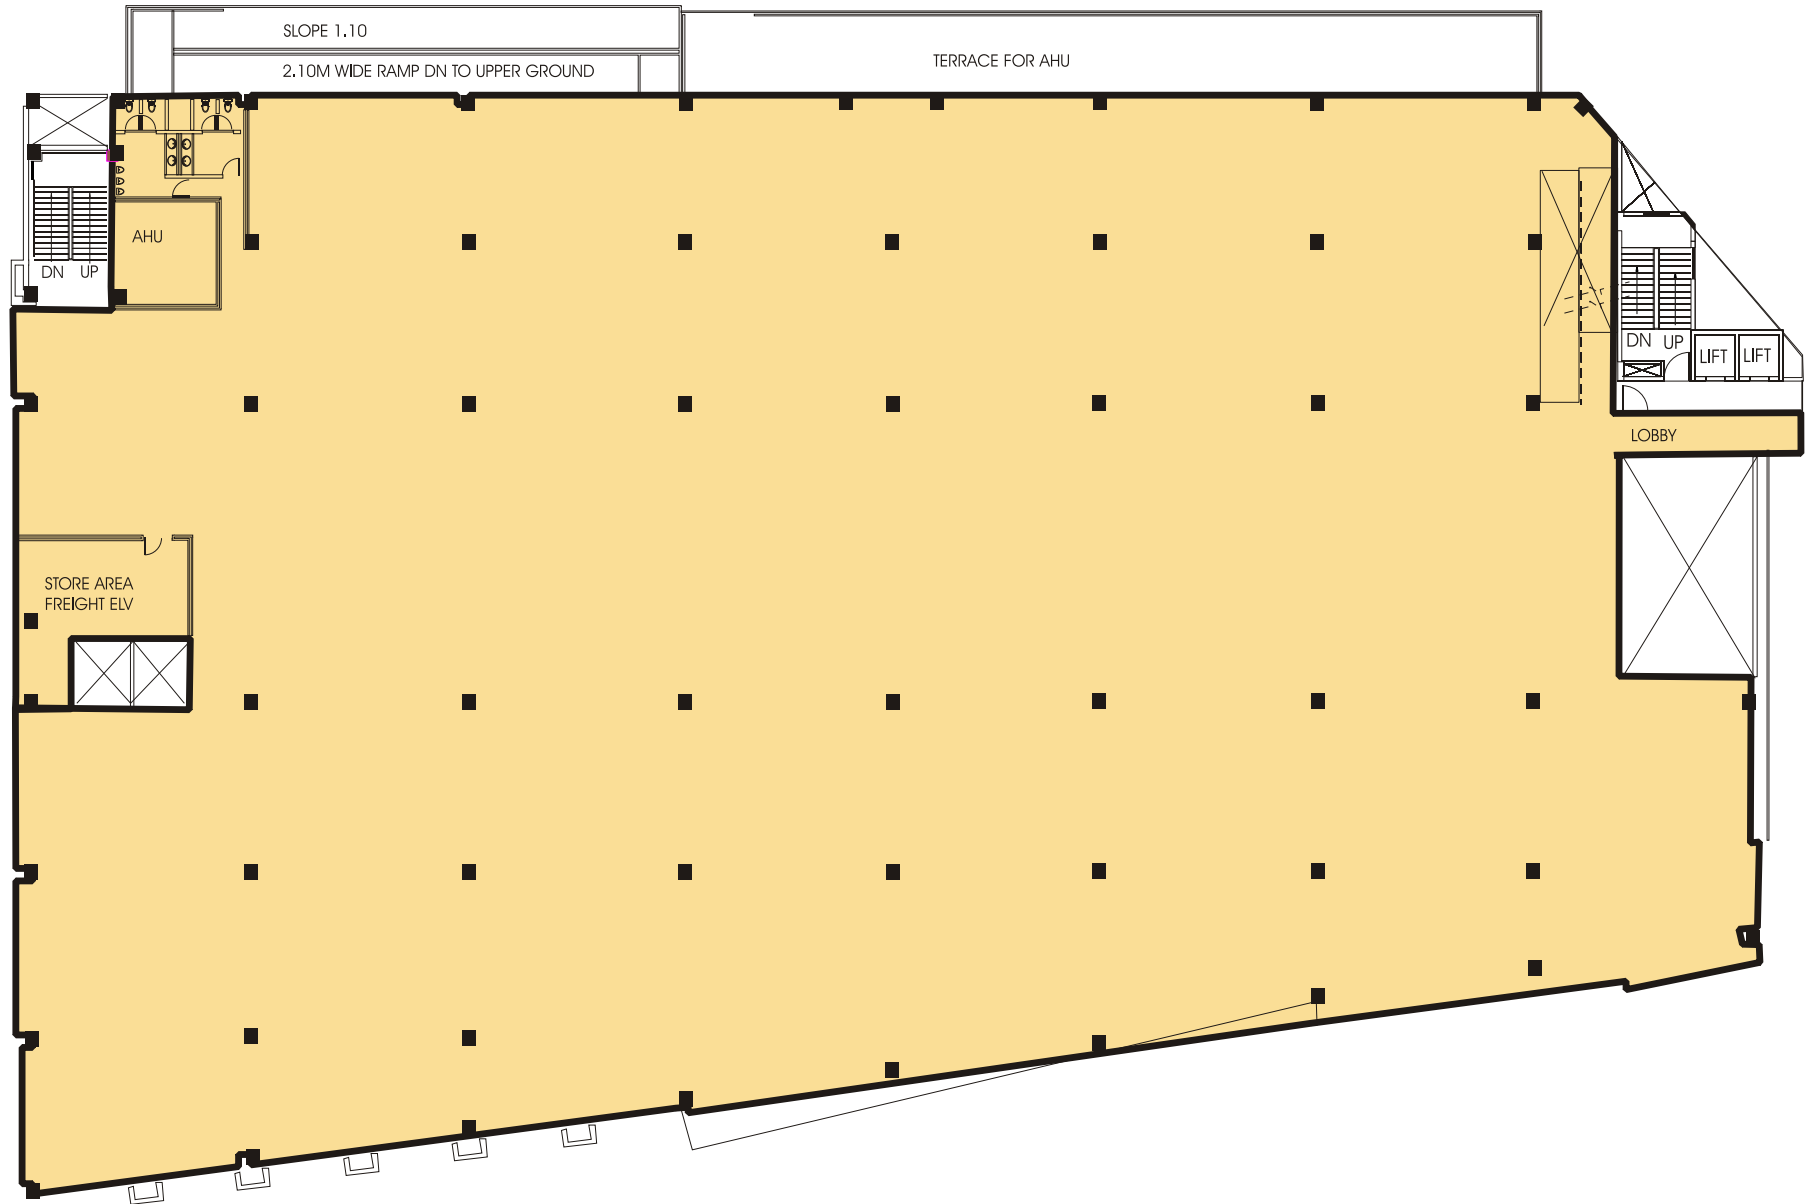 SLOPE 1.10
2.10M WIDE RAMP DN TO UPPER GROUND
TERRACE FOR AHU
AHU
DN UP
DN UP
LIFT LIFT
LOBBY
STORE AREA
FREIGHT ELV